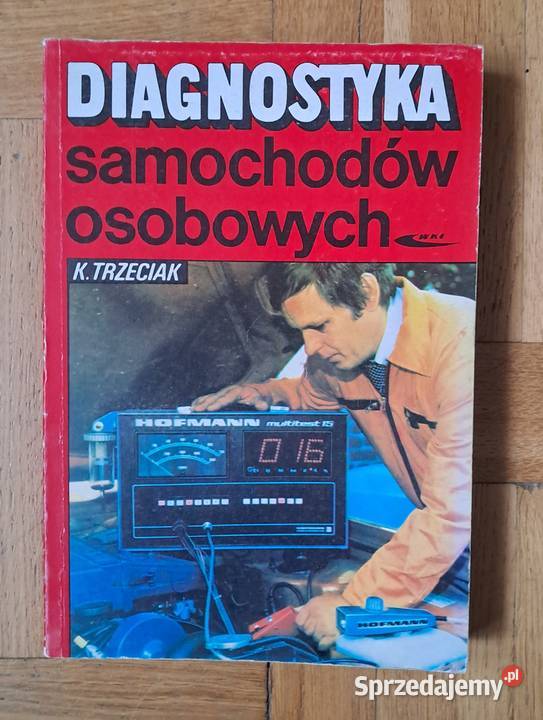 DIAGNOSTYKA
samochodów
osobowych
WKŁ
K. TRZECIAK
HOFMANN multitest 15
016
HOFMANN
Sprzedajemy.pl